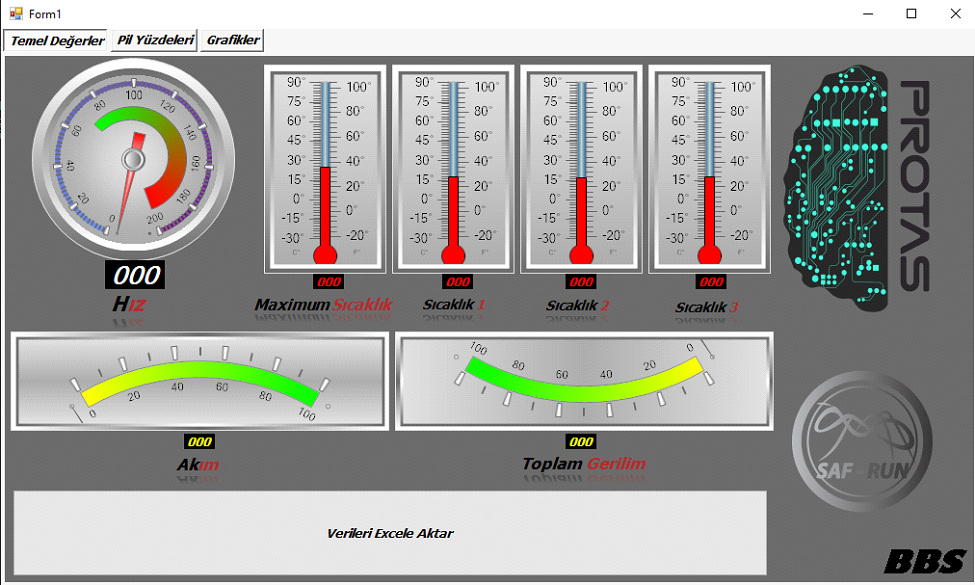 Form1
Temel Değerler Pil Yüzdeleri Grafikler
0 20 40 60 80 100 120 140 160 180 200
000
Hız
90° 75° 60° 45° 30° 15° 0° -15° -30° C°
100° 80° 60° 40° 20° 0° -20° F°
000
Maximum Sıcaklık
90° 75° 60° 45° 30° 15° 0° -15° -30° C°
100° 80° 60° 40° 20° 0° -20° F°
000
Sıcaklık 1
90° 75° 60° 45° 30° 15° 0° -15° -30° C°
100° 80° 60° 40° 20° 0° -20° F°
000
Sıcaklık 2
90° 75° 60° 45° 30° 15° 0° -15° -30° C°
100° 80° 60° 40° 20° 0° -20° F°
000
Sıcaklık 3
PROTAS
0 20 40 60 80 100
000
Akım
100 80 60 40 20 0
000
Toplam Gerilim
SAF-RUN
Verileri Excele Aktar
BBS